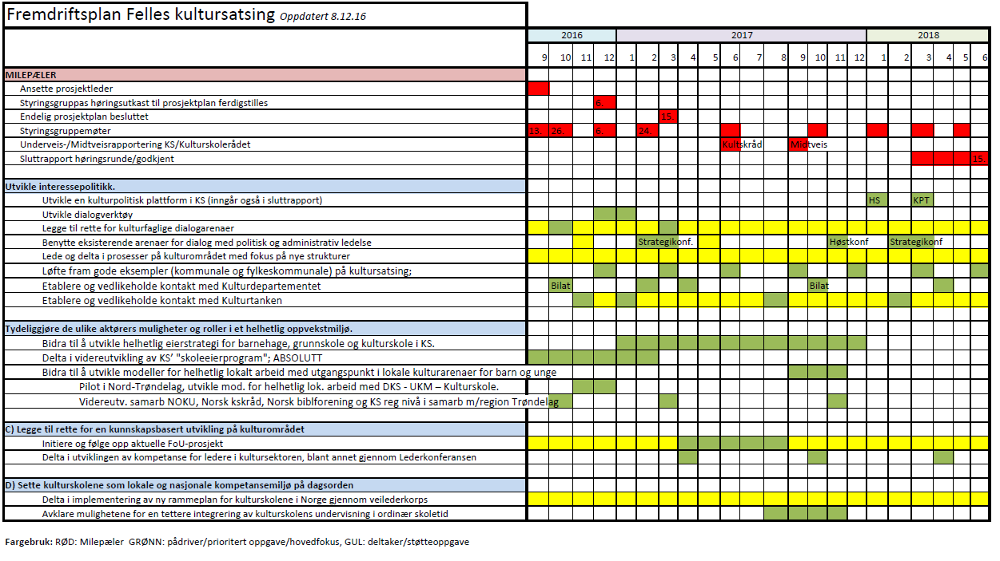 Fremdriftsplan Felles kultursatsing Oppdatert 8.12.16
2016 2017 2018
9 10 11 12 1 2 3 4 5 6 7 8 9 10 11 12 1 2 3 4 5 6
MILEPÆLER
Ansette prosjektleder
Styringsgruppas høringsutkast til prosjektplan ferdigstilles 6.
Endelig prosjektplan besluttet 15.
Styringsgruppemøter 13. 26. 6. 24.
Underveis-/Midtveisrapportering KS/Kulturskolerådet Kultskråd Midtveis
Sluttrapport høringsrunde/godkjent 15.
Utvikle interessepolitikk.
Utvikle en kulturpolitisk plattform i KS (inngår også i sluttrapport) HS KPT
Utvikle dialogverktøy
Legge til rette for kulturfaglige dialogarenaer
Benytte eksisterende arenaer for dialog med politisk og administrativ ledelse Strategikonf. Høstkonf Strategikonf
Lede og delta i prosesser på kulturområdet med fokus på nye strukturer
Løfte fram gode eksempler (kommunale og fylkeskommunale) på kultursatsing;
Etablere og vedlikeholde kontakt med Kulturdepartementet Bilat Bilat
Etablere og vedlikeholde kontakt med Kulturtanken
Tydeliggjøre de ulike aktørers muligheter og roller i et helhetlig oppvekstmiljø.
Bidra til å utvikle helhetlig eierstrategi for barnehage, grunnskole og kulturskole i KS.
Delta i videreutvikling av KS’ "skoleeierprogram"; ABSOLUTT
Bidra til å utvikle modeller for helhetlig lokalt arbeid med utgangspunkt i lokale kulturarenaer for barn og unge
Pilot i Nord-Trøndelag, utvikle mod. for helhetlig lok. arbeid med DKS - UKM – Kulturskole.
Videreutv. samarb NOKU, Norsk kskråd, Norsk biblforening og KS reg nivå i samarb m/region Trøndelag
C) Legge til rette for en kunnskapsbasert utvikling på kulturområdet
Initiere og følge opp aktuelle FoU-prosjekt
Delta i utviklingen av kompetanse for ledere i kultursektoren, blant annet gjennom Lederkonferansen
D) Sette kulturskolene som lokale og nasjonale kompetansemiljø på dagsorden
Delta i implementering av ny rammeplan for kulturskolene i Norge gjennom veilederkorps
Avklare mulighetene for en tettere integrering av kulturskolens undervisning i ordinær skoletid
Fargebruk: RØD: Milepæler GRØNN: pådriver/prioritert oppgave/hovedfokus, GUL: deltaker/støtteoppgave